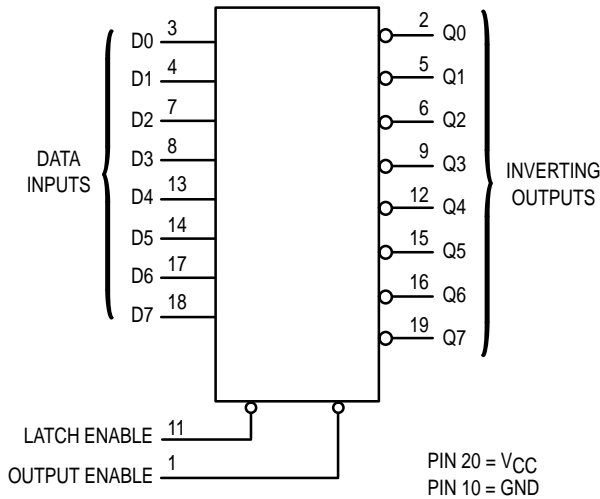 D0 3
D1 4
D2 7
D3 8
D4 13
D5 14
D6 17
D7 18
DATA
INPUTS
2 Q0
5 Q1
6 Q2
9 Q3
12 Q4
15 Q5
16 Q6
19 Q7
INVERTING
OUTPUTS
LATCH ENABLE 11
OUTPUT ENABLE 1
PIN 20 = VCC
PIN 10 = GND